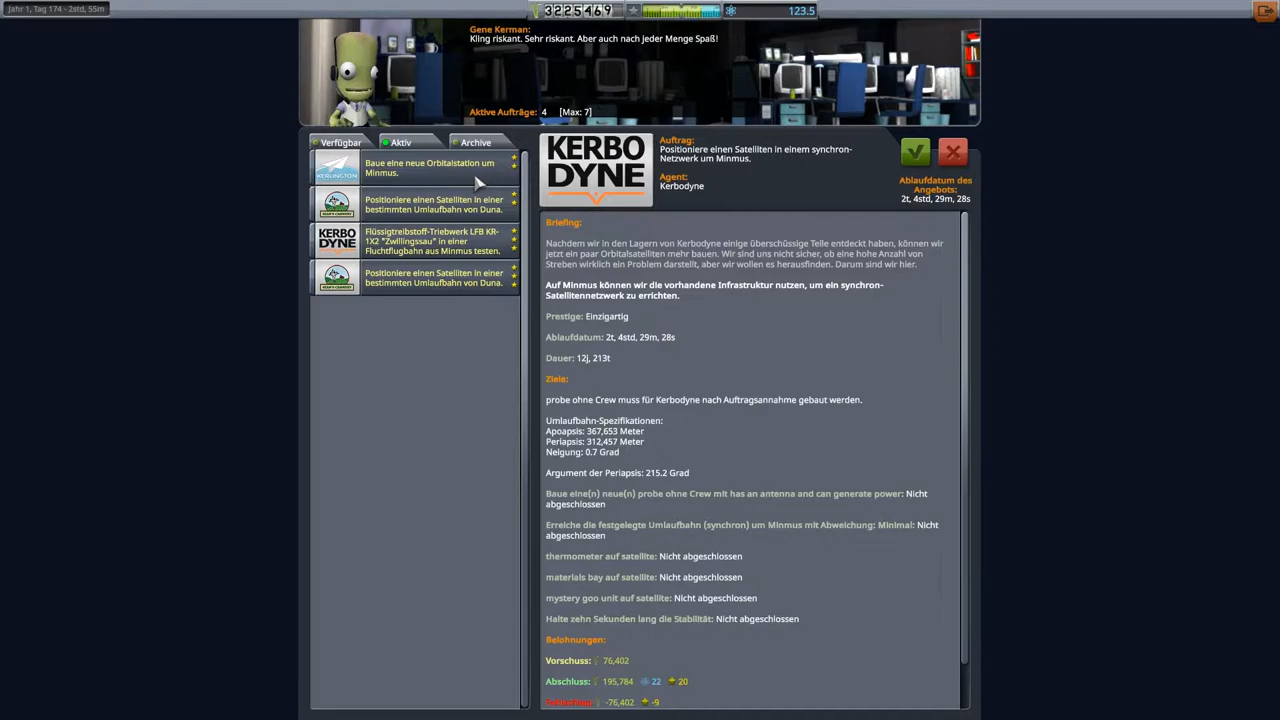 Jahr 1, Tag 174 - 2std, 55m
3225469
123.5
Gene Kerman:
Kling riskant. Sehr riskant. Aber auch nach jeder Menge Spaß!
Aktive Aufträge: 4 [Max: 7]
Verfügbar
Aktiv
Archive
KERLINGTON
Baue eine neue Orbitalstation um
Minmus.
Positioniere einen Satelliten in einer
bestimmten Umlaufbahn von Duna.
KERBO
DYNE
Flüssigtreibstoff-Triebwerk LFB KR-
1X2 "Zwillingssau" in einer
Fluchtflugbahn aus Minmus testen.
Positioniere einen Satelliten in einer
bestimmten Umlaufbahn von Duna.
KERBO
DYNE
Auftrag:
Positioniere einen Satelliten in einem synchron-
Netzwerk um Minmus.
Agent:
Kerbodyne
Ablaufdatum des
Angebots:
2t, 4std, 29m, 28s
Briefing:
Nachdem wir in den Lagern von Kerbodyne einige überschüssige Teile entdeckt haben, können wir
jetzt ein paar Orbitalsatelliten mehr bauen. Wir sind uns nicht sicher, ob eine hohe Anzahl von
Streben wirklich ein Problem darstellt, aber wir wollen es herausfinden. Darum sind wir hier.
Auf Minmus können wir die vorhandene Infrastruktur nutzen, um ein synchron-
Satellitennetzwerk zu errichten.
Prestige: Einzigartig
Ablaufdatum: 2t, 4std, 29m, 28s
Dauer: 12j, 213t
Ziele:
probe ohne Crew muss für Kerbodyne nach Auftragsannahme gebaut werden.
Umlaufbahn-Spezifikationen:
Apoapsis: 367,653 Meter
Periapsis: 312,457 Meter
Neigung: 0.7 Grad
Argument der Periapsis: 215.2 Grad
Baue eine(n) neue(n) probe ohne Crew mit has an antenna and can generate power: Nicht
abgeschlossen
Erreiche die festgelegte Umlaufbahn (synchron) um Minmus mit Abweichung: Minimal: Nicht
abgeschlossen
thermometer auf satellite: Nicht abgeschlossen
materials bay auf satellite: Nicht abgeschlossen
mystery goo unit auf satellite: Nicht abgeschlossen
Halte zehn Sekunden lang die Stabilität: Nicht abgeschlossen
Belohnungen:
Vorschuss: 76,402
Abschluss: 195,784 22 20
-76,402 -9